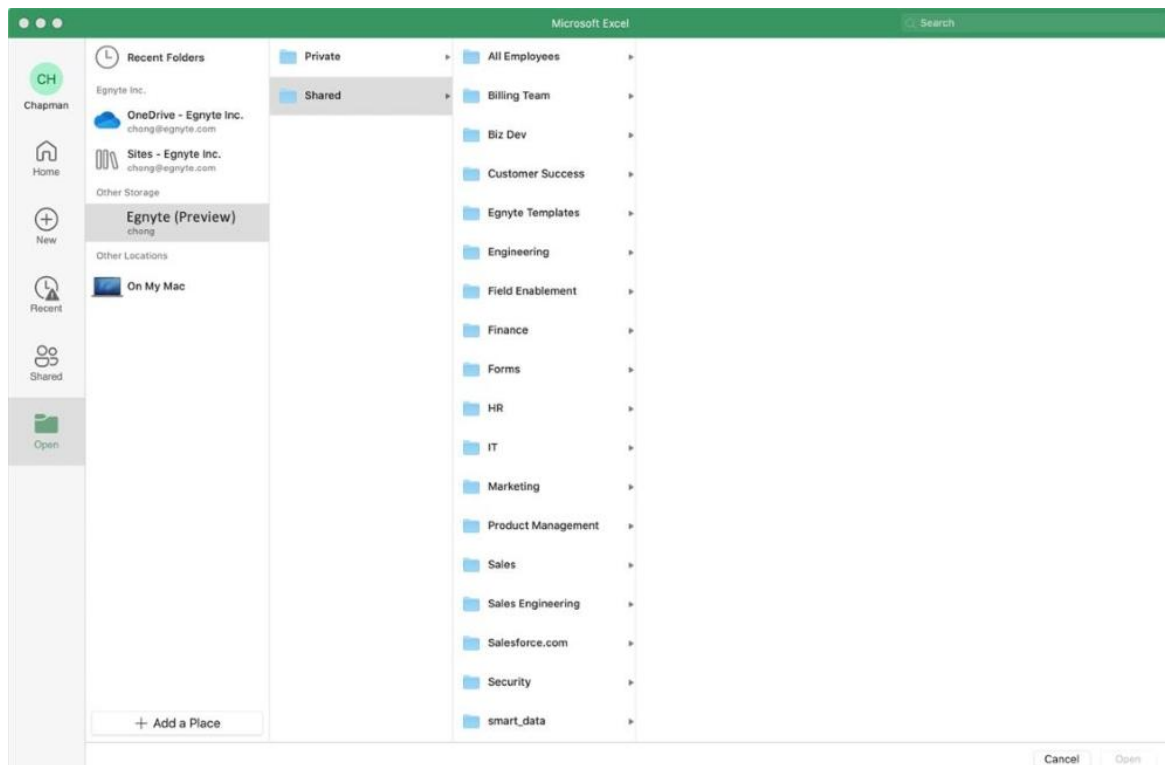 Microsoft Excel
Search
CH
Chapman
Home
New
Recent
Shared
Open
Recent Folders
Egnyte Inc.
OneDrive - Egnyte Inc.
chong@egnyte.com
Sites - Egnyte Inc.
chong@egnyte.com
Other Storage
Egnyte (Preview)
chong
Other Locations
On My Mac
+ Add a Place
Private
Shared
All Employees
Billing Team
Biz Dev
Customer Success
Egnyte Templates
Engineering
Field Enablement
Finance
Forms
HR
IT
Marketing
Product Management
Sales
Sales Engineering
Salesforce.com
Security
smart_data
Cancel
Open